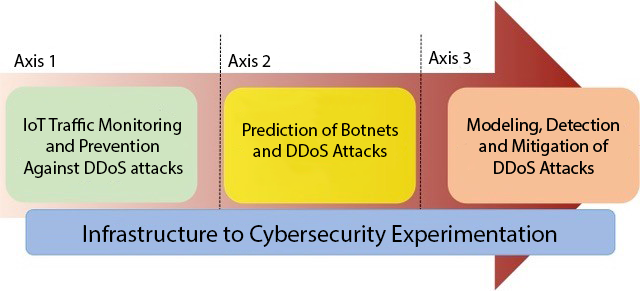 Axis 1
Axis 2
Axis 3
IoT Traffic Monitoring
and Prevention
Against DDoS attacks
Prediction of Botnets
and DDoS Attacks
Modeling, Detection
and Mitigation of
DDoS Attacks
Infrastructure to Cybersecurity Experimentation